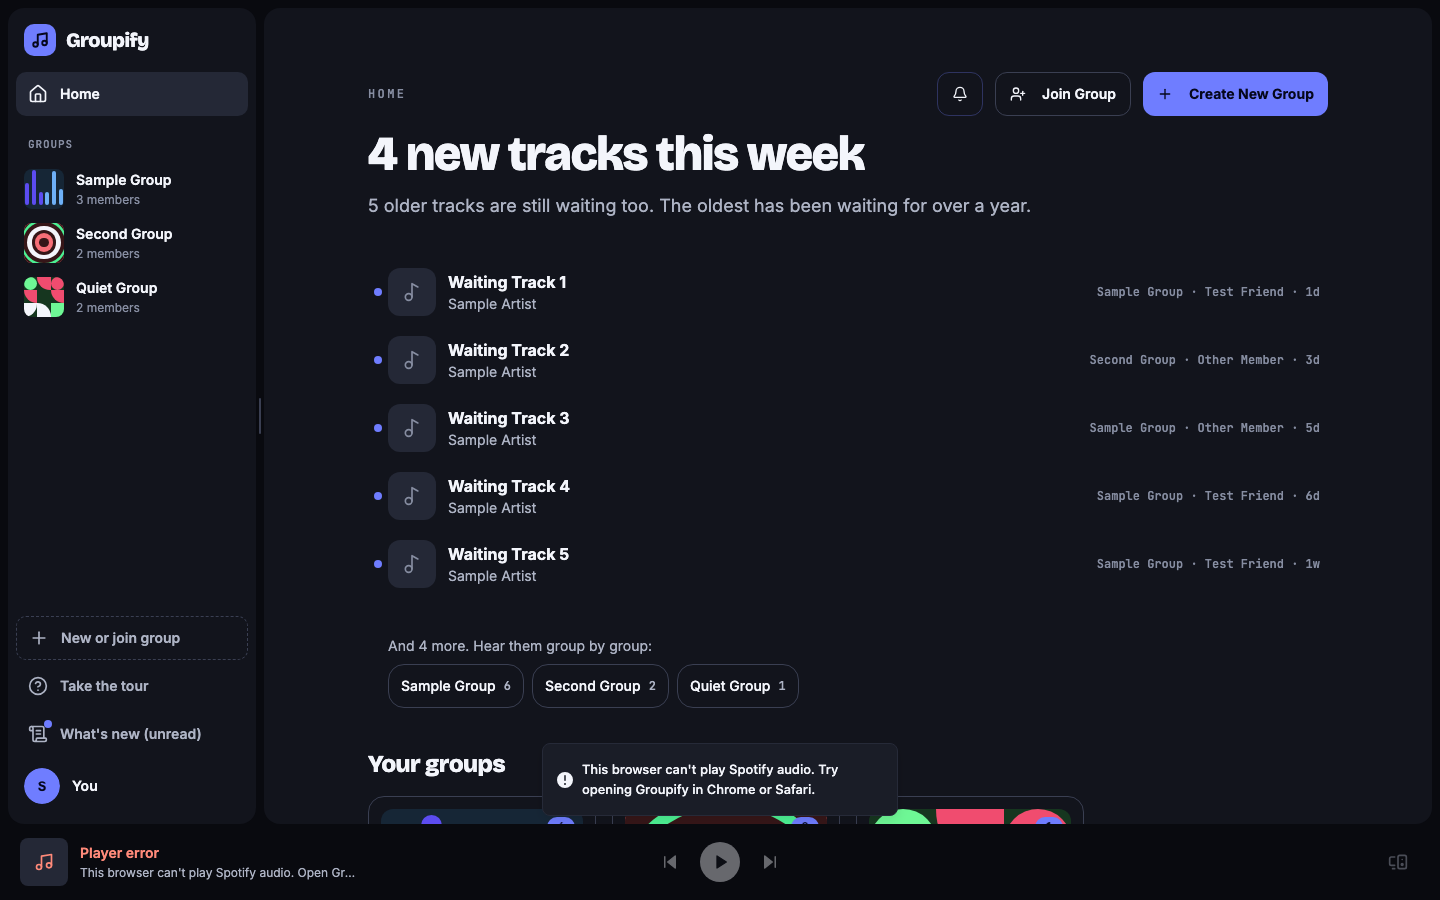 Groupify
Home
GROUPS
Sample Group
3 members
Second Group
2 members
Quiet Group
2 members
New or join group
Take the tour
What's new (unread)
S
You
HOME
Join Group
Create New Group
4 new tracks this week
5 older tracks are still waiting too. The oldest has been waiting for over a year.
Waiting Track 1
Sample Artist
Sample Group · Test Friend · 1d
Waiting Track 2
Sample Artist
Second Group · Other Member · 3d
Waiting Track 3
Sample Artist
Sample Group · Other Member · 5d
Waiting Track 4
Sample Artist
Sample Group · Test Friend · 6d
Waiting Track 5
Sample Artist
Sample Group · Test Friend · 1w
And 4 more. Hear them group by group:
Sample Group 6
Second Group 2
Quiet Group 1
Your groups
This browser can't play Spotify audio. Try
opening Groupify in Chrome or Safari.
Player error
This browser can't play Spotify audio. Open Gr...